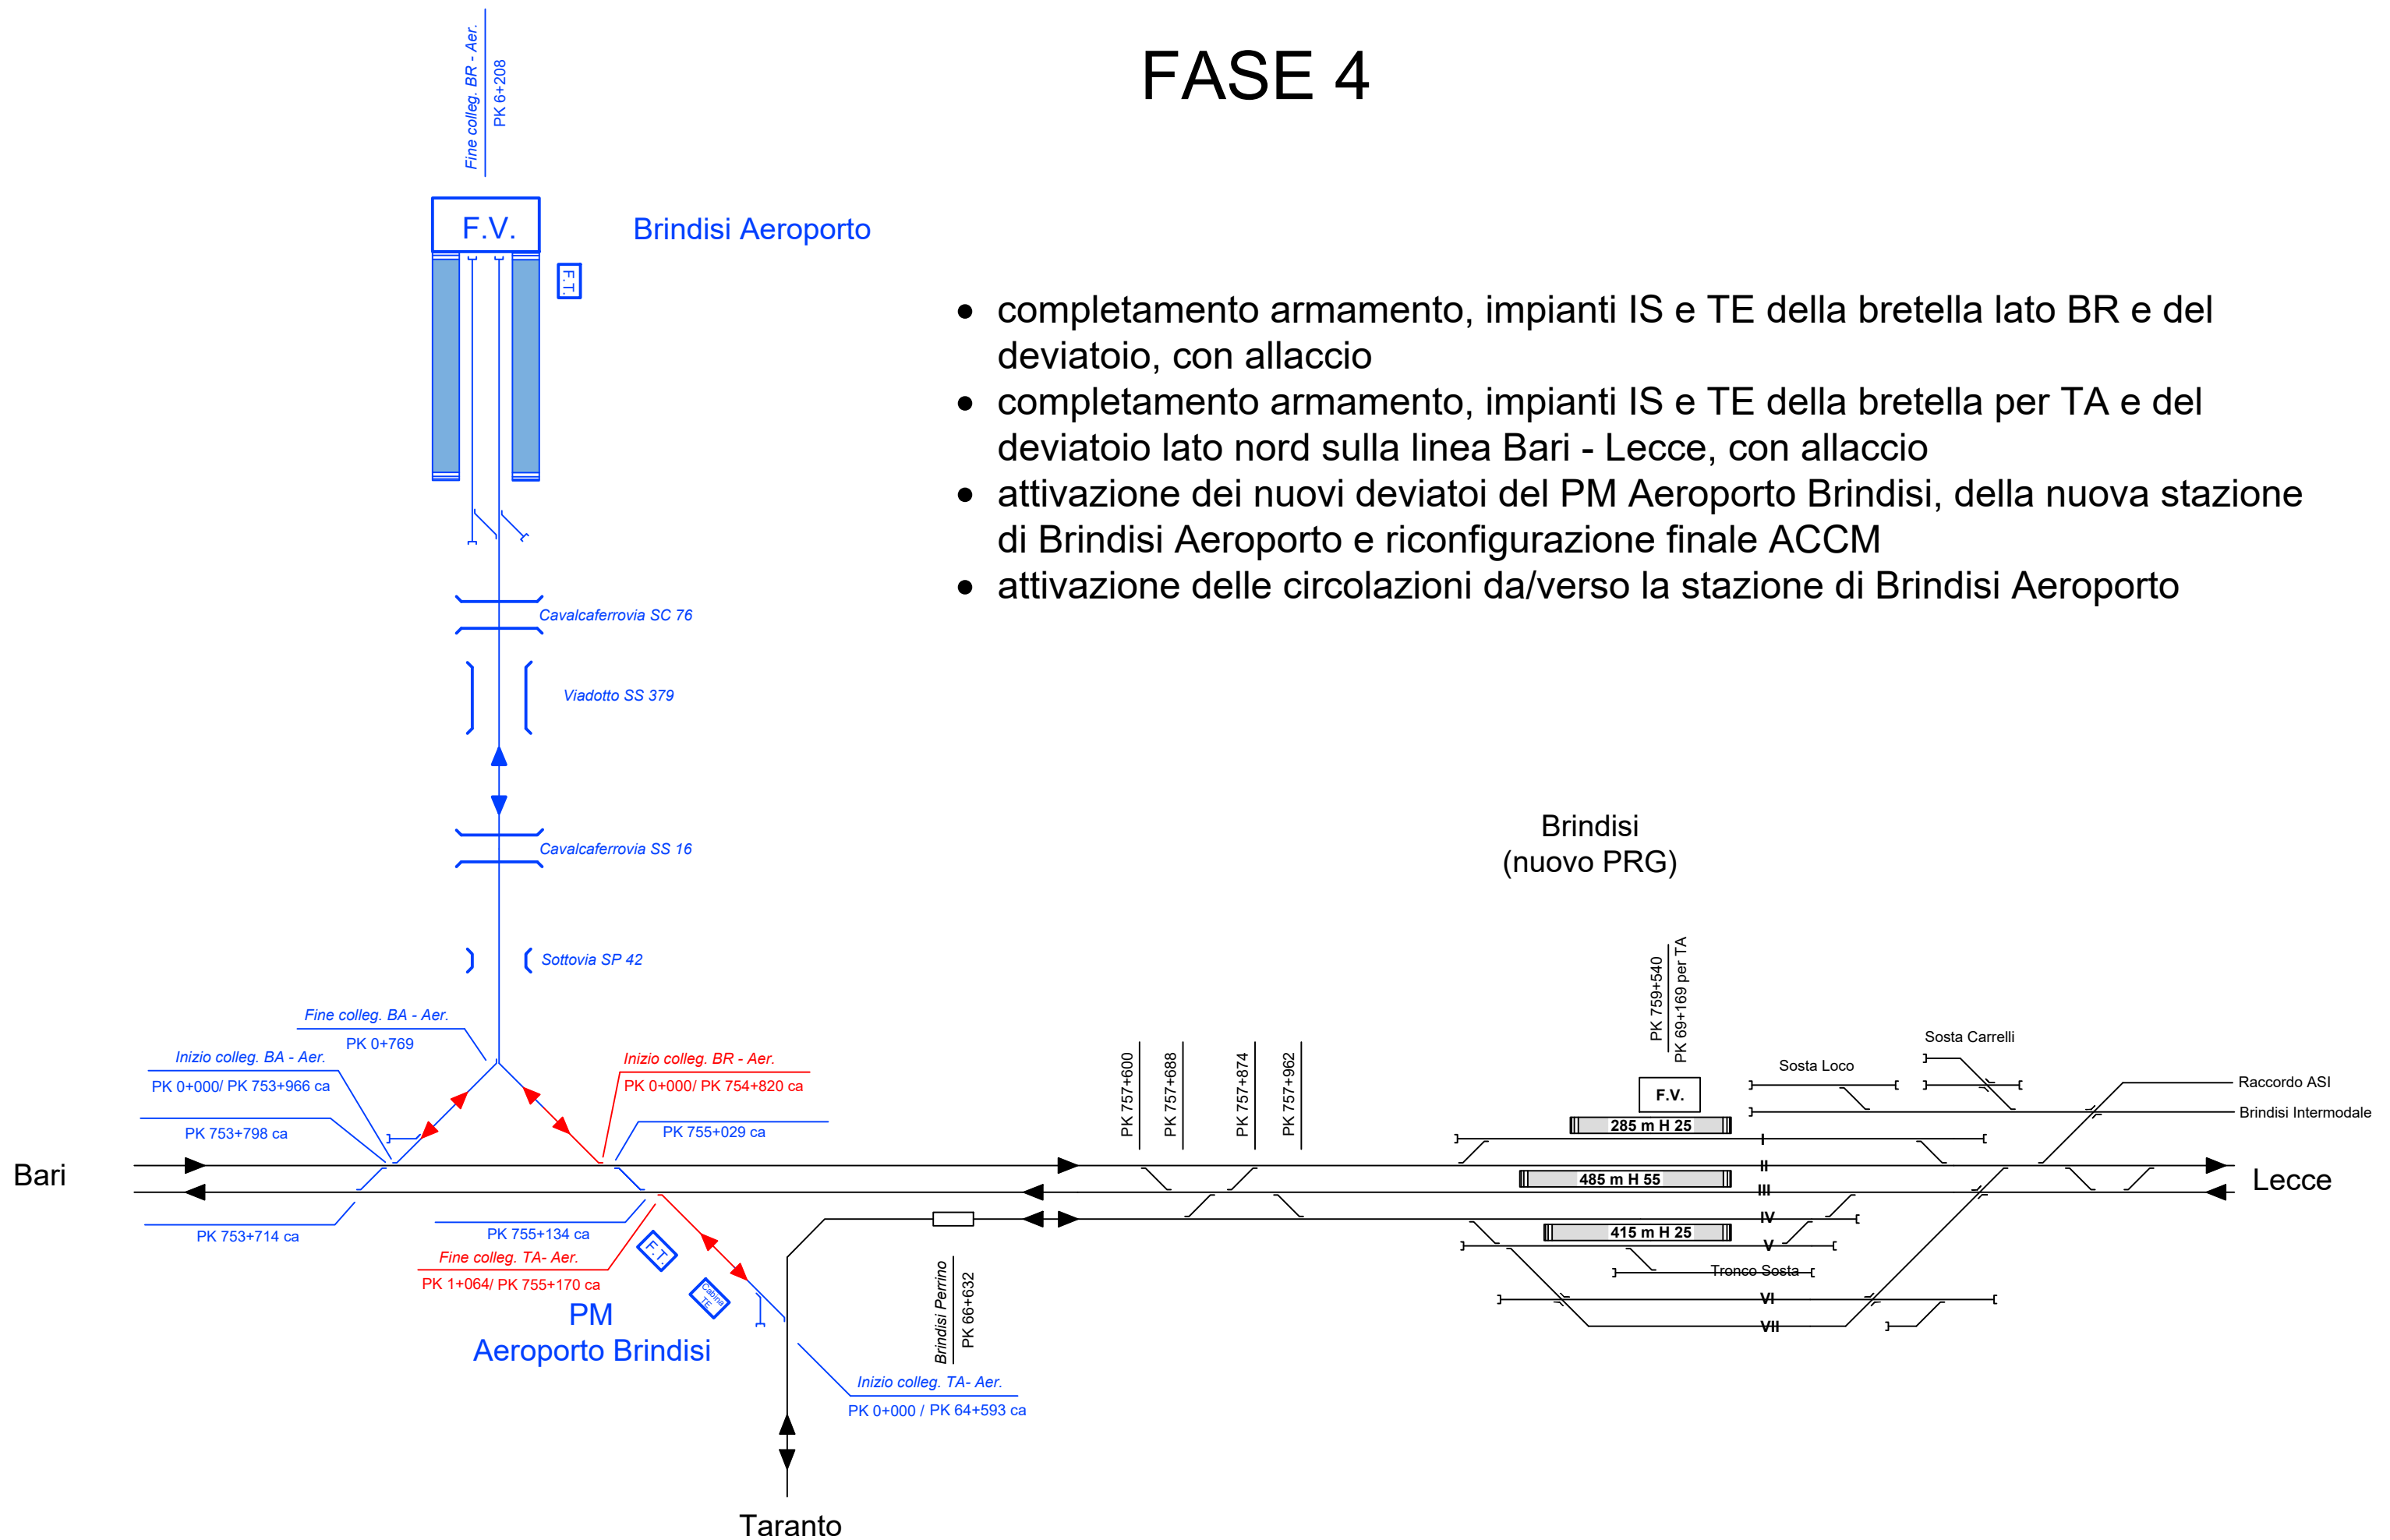 FASE 4
Fine colleg. BR - Aer.
PK 6+208
F.V.
Brindisi Aeroporto
F.T.
● completamento armamento, impianti IS e TE della bretella lato BR e del
deviatoio, con allaccio
● completamento armamento, impianti IS e TE della bretella per TA e del
deviatoio lato nord sulla linea Bari - Lecce, con allaccio
● attivazione dei nuovi deviatoi del PM Aeroporto Brindisi, della nuova stazione
di Brindisi Aeroporto e riconfigurazione finale ACCM
● attivazione delle circolazioni da/verso la stazione di Brindisi Aeroporto
Cavalcaferrovia SC 76
Viadotto SS 379
Cavalcaferrovia SS 16
Sottovia SP 42
Brindisi
(nuovo PRG)
Fine colleg. BA - Aer.
PK 0+769
Inizio colleg. BA - Aer.
PK 0+000/ PK 753+966 ca
PK 753+798 ca
Inizio colleg. BR - Aer.
PK 0+000/ PK 754+820 ca
PK 755+029 ca
PK 757+600
PK 757+688
PK 757+874
PK 757+962
PK 759+540
PK 69+169 per TA
F.V.
Sosta Carrelli
Sosta Loco
Raccordo ASI
Brindisi Intermodale
285 m H 25
I
Bari
II
485 m H 55
III
Lecce
IV
415 m H 25
V
Tronco Sosta
VI
VII
PK 753+714 ca
PK 755+134 ca
Fine colleg. TA- Aer.
PK 1+064/ PK 755+170 ca
F.T.
Cabina
TE
PM
Aeroporto Brindisi
Brindisi Perrino
PK 66+632
Inizio colleg. TA- Aer.
PK 0+000 / PK 64+593 ca
Taranto